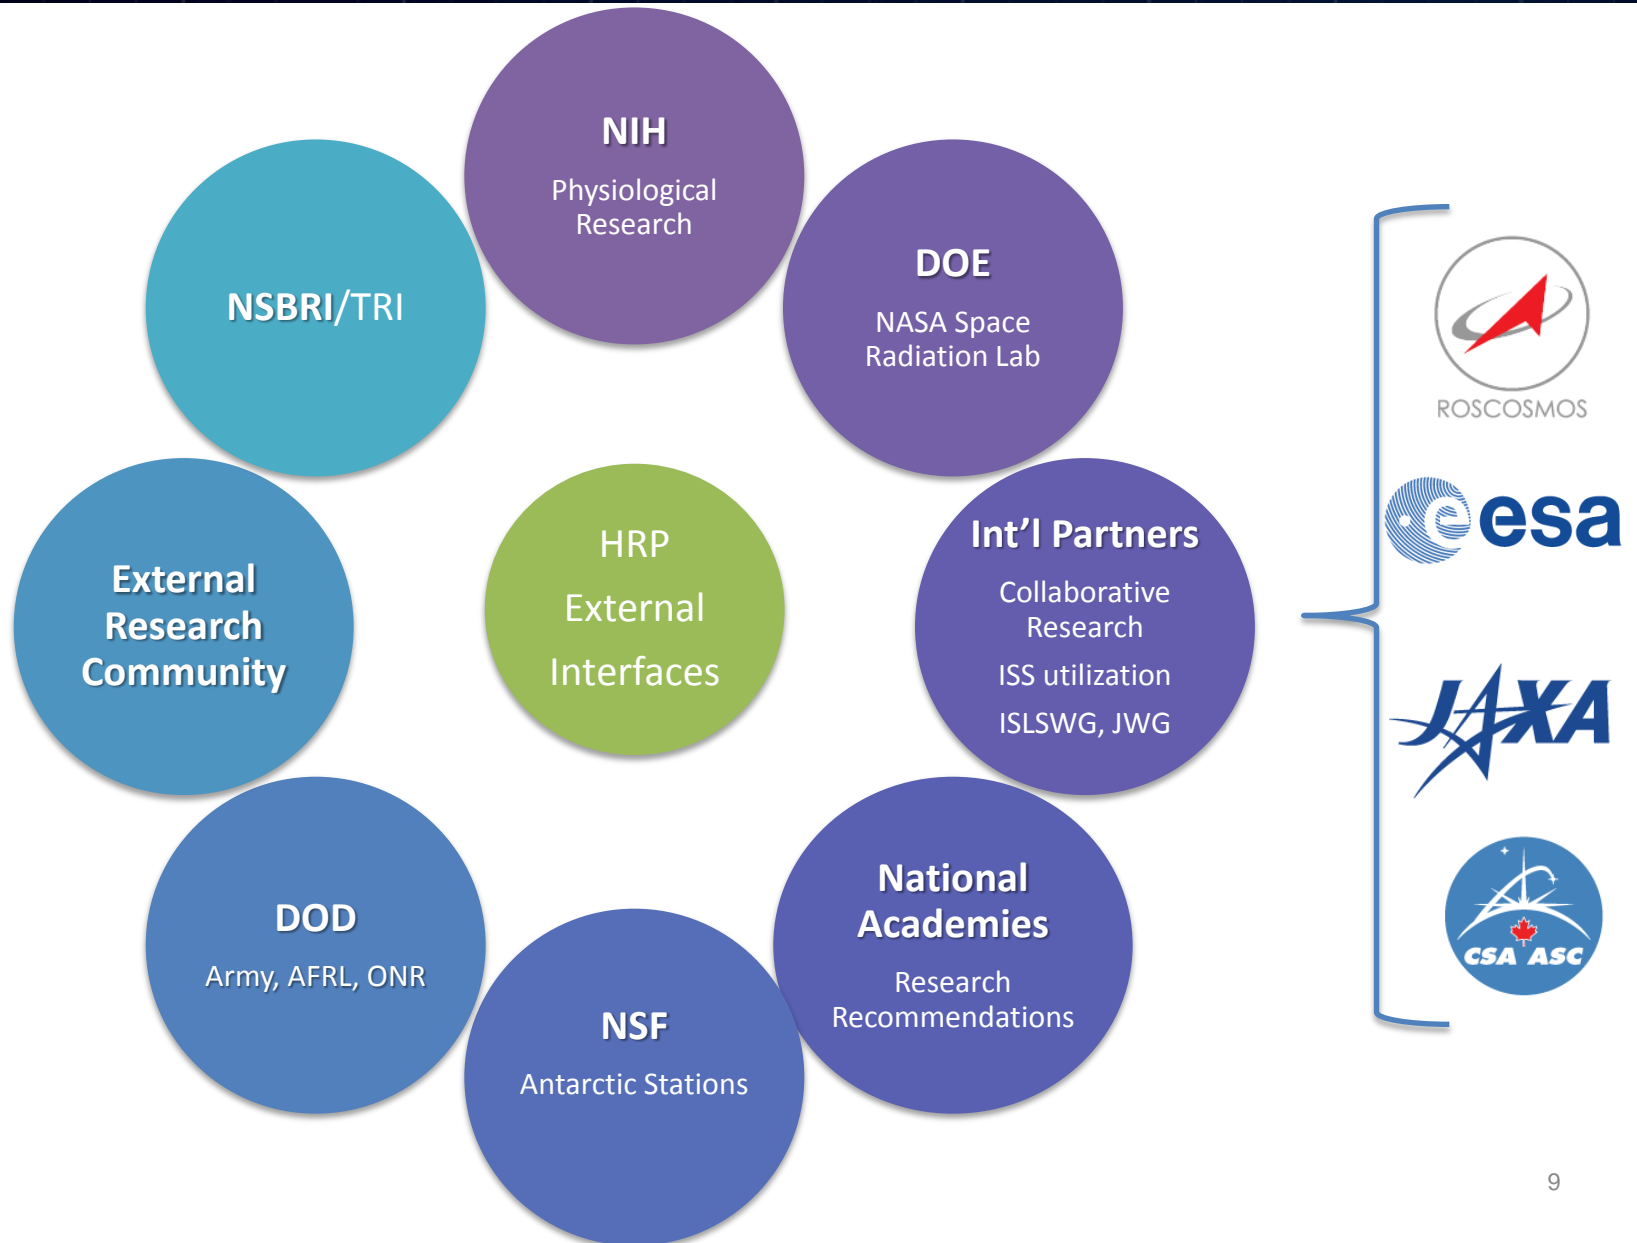 NIH
Physiological
Research
DOE
NASA Space
Radiation Lab
Int’l Partners
Collaborative
Research
ISS utilization
ISLSWG, JWG
National
Academies
Research
Recommendations
NSF
Antarctic Stations
DOD
Army, AFRL, ONR
External
Research
Community
NSBRI/TRI
HRP
External
Interfaces
ROSCOSMOS
esa
JAXA
CSA ASC
9